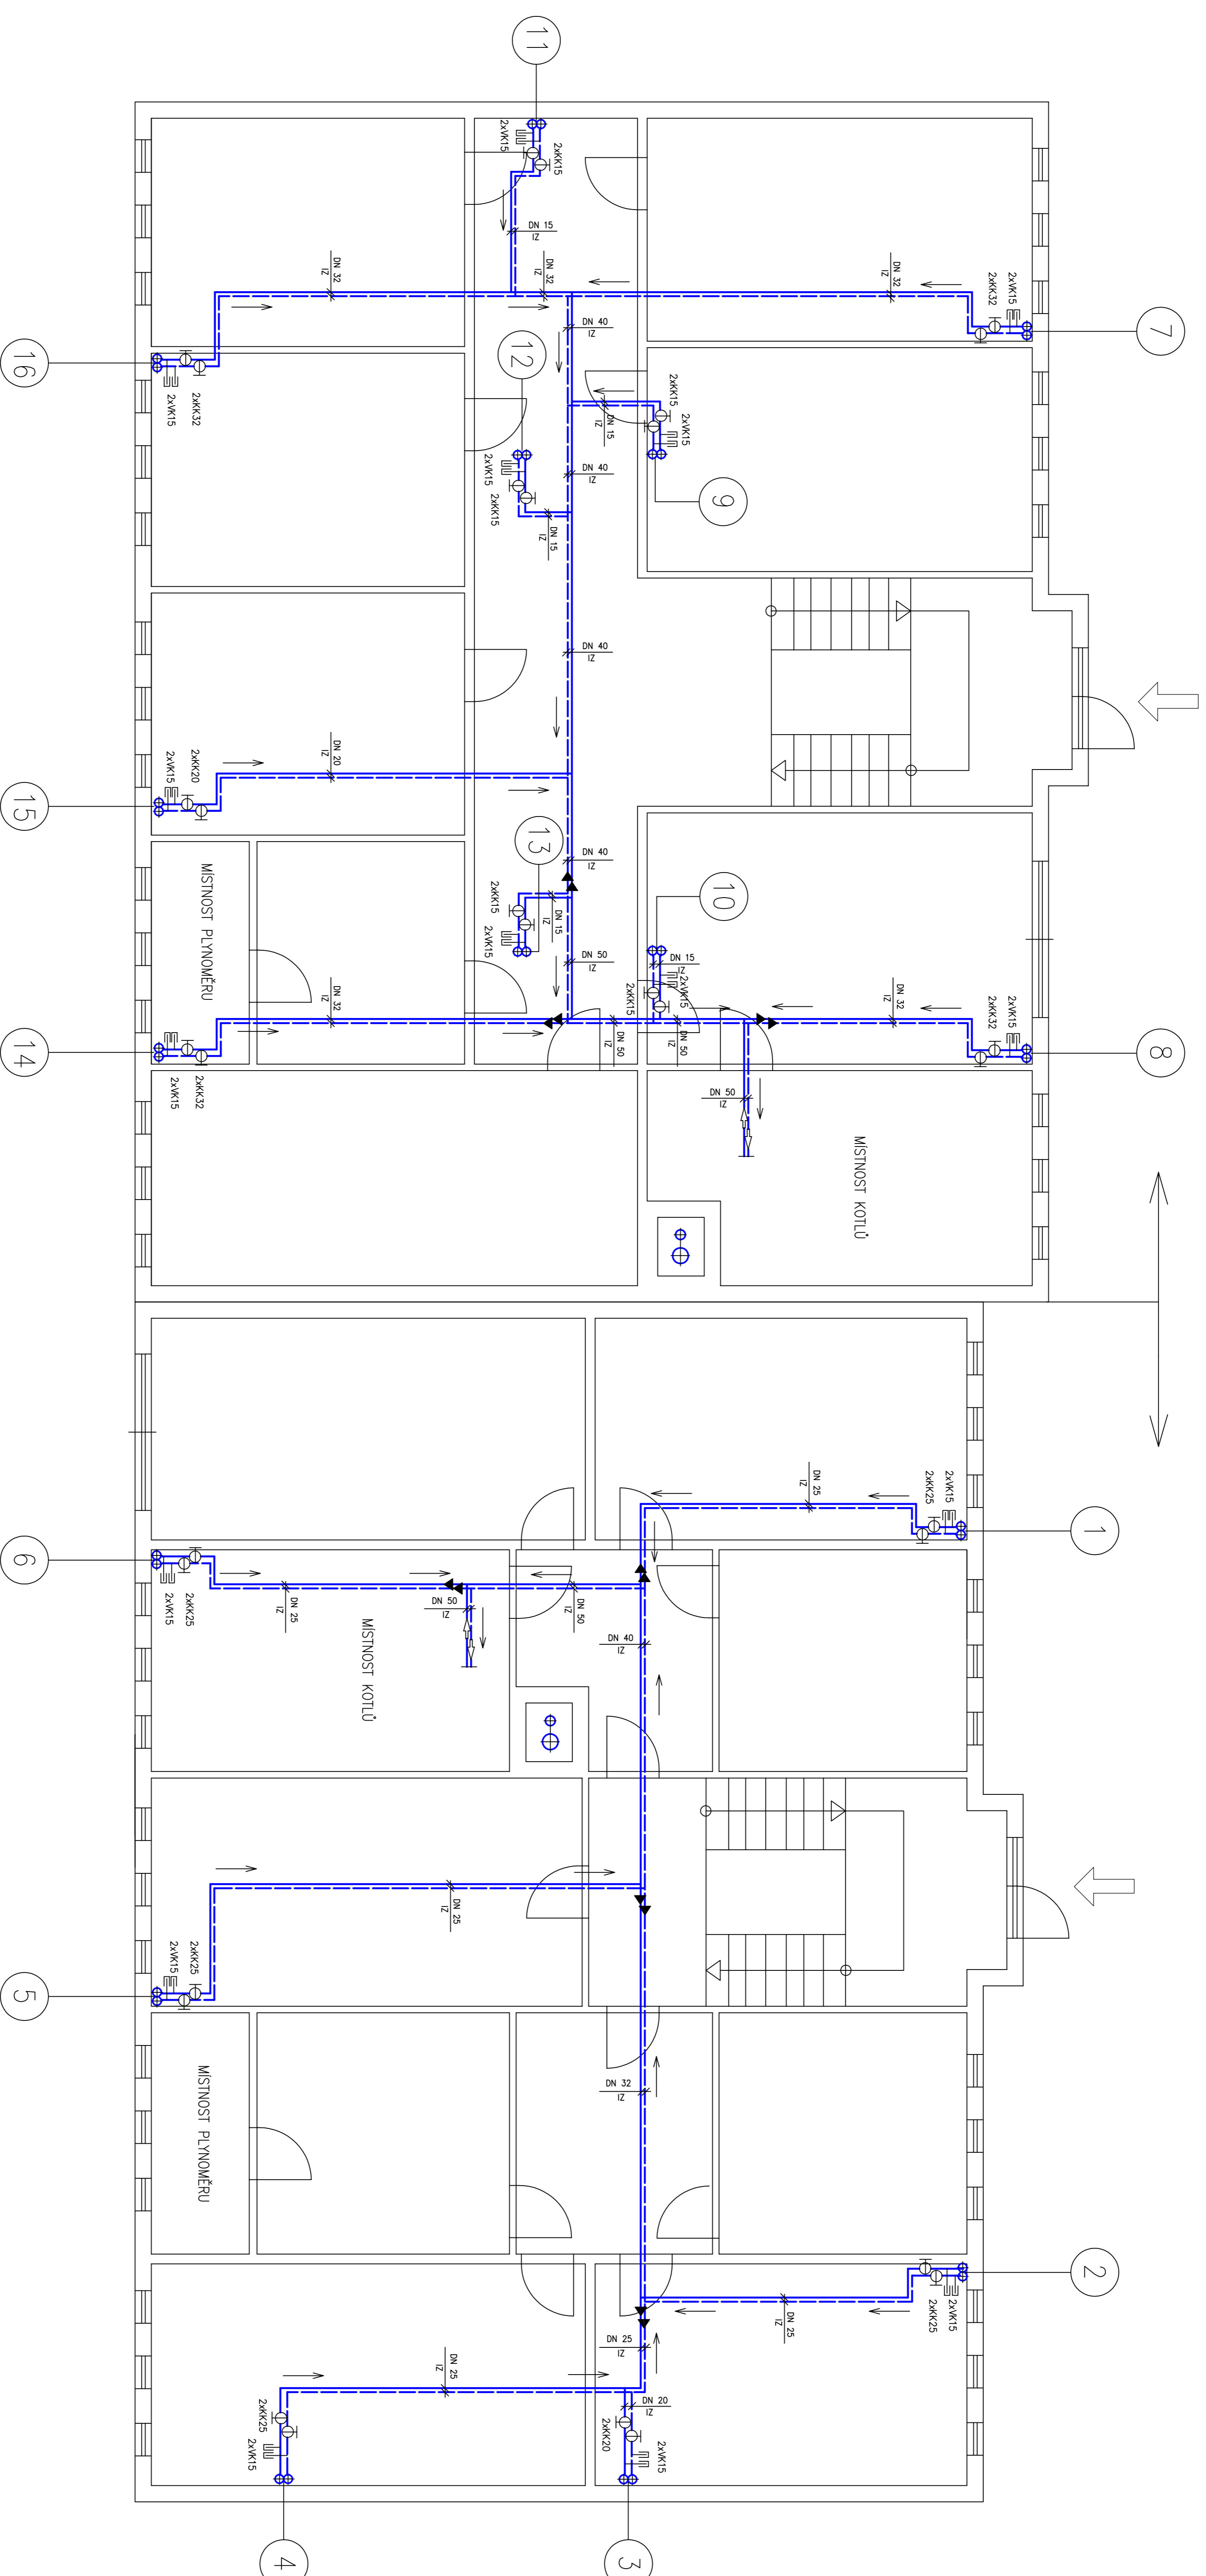 11
2xVK15
2xKK15
DN 15
IZ
DN 32
IZ
DN 32
IZ
DN 32
IZ
2xKK32
2xVK15
7
16
2xVK15
2xKK32
DN 40
IZ
12
2xKK15
2xVK15
DN 15
IZ
9
DN 40
IZ
2xVK15
2xKK15
DN 15
IZ
DN 40
IZ
15
2xVK15
2xKK20
DN 20
IZ
13
DN 40
IZ
2xKK15
2xVK15
DN 15
IZ
10
DN 50
IZ
DN 15
IZ
2xVK15
2xKK15
MÍSTNOST PLYNOMĚRU
14
2xVK15
2xKK32
DN 32
IZ
DN 50
IZ
DN 50
IZ
DN 32
IZ
2xKK32
2xVK15
8
DN 50
IZ
MÍSTNOST KOTLŮ
1
2xVK15
2xKK25
DN 25
IZ
6
2xVK15
2xKK25
DN 25
IZ
DN 50
IZ
DN 50
IZ
DN 40
IZ
MÍSTNOST KOTLŮ
5
2xVK15
2xKK25
DN 25
IZ
MÍSTNOST PLYNOMĚRU
DN 32
IZ
2
2xVK15
2xKK25
DN 25
IZ
DN 25
IZ
DN 25
IZ
2xKK25
2xVK15
DN 20
IZ
2xKK20
2xVK15
4
3